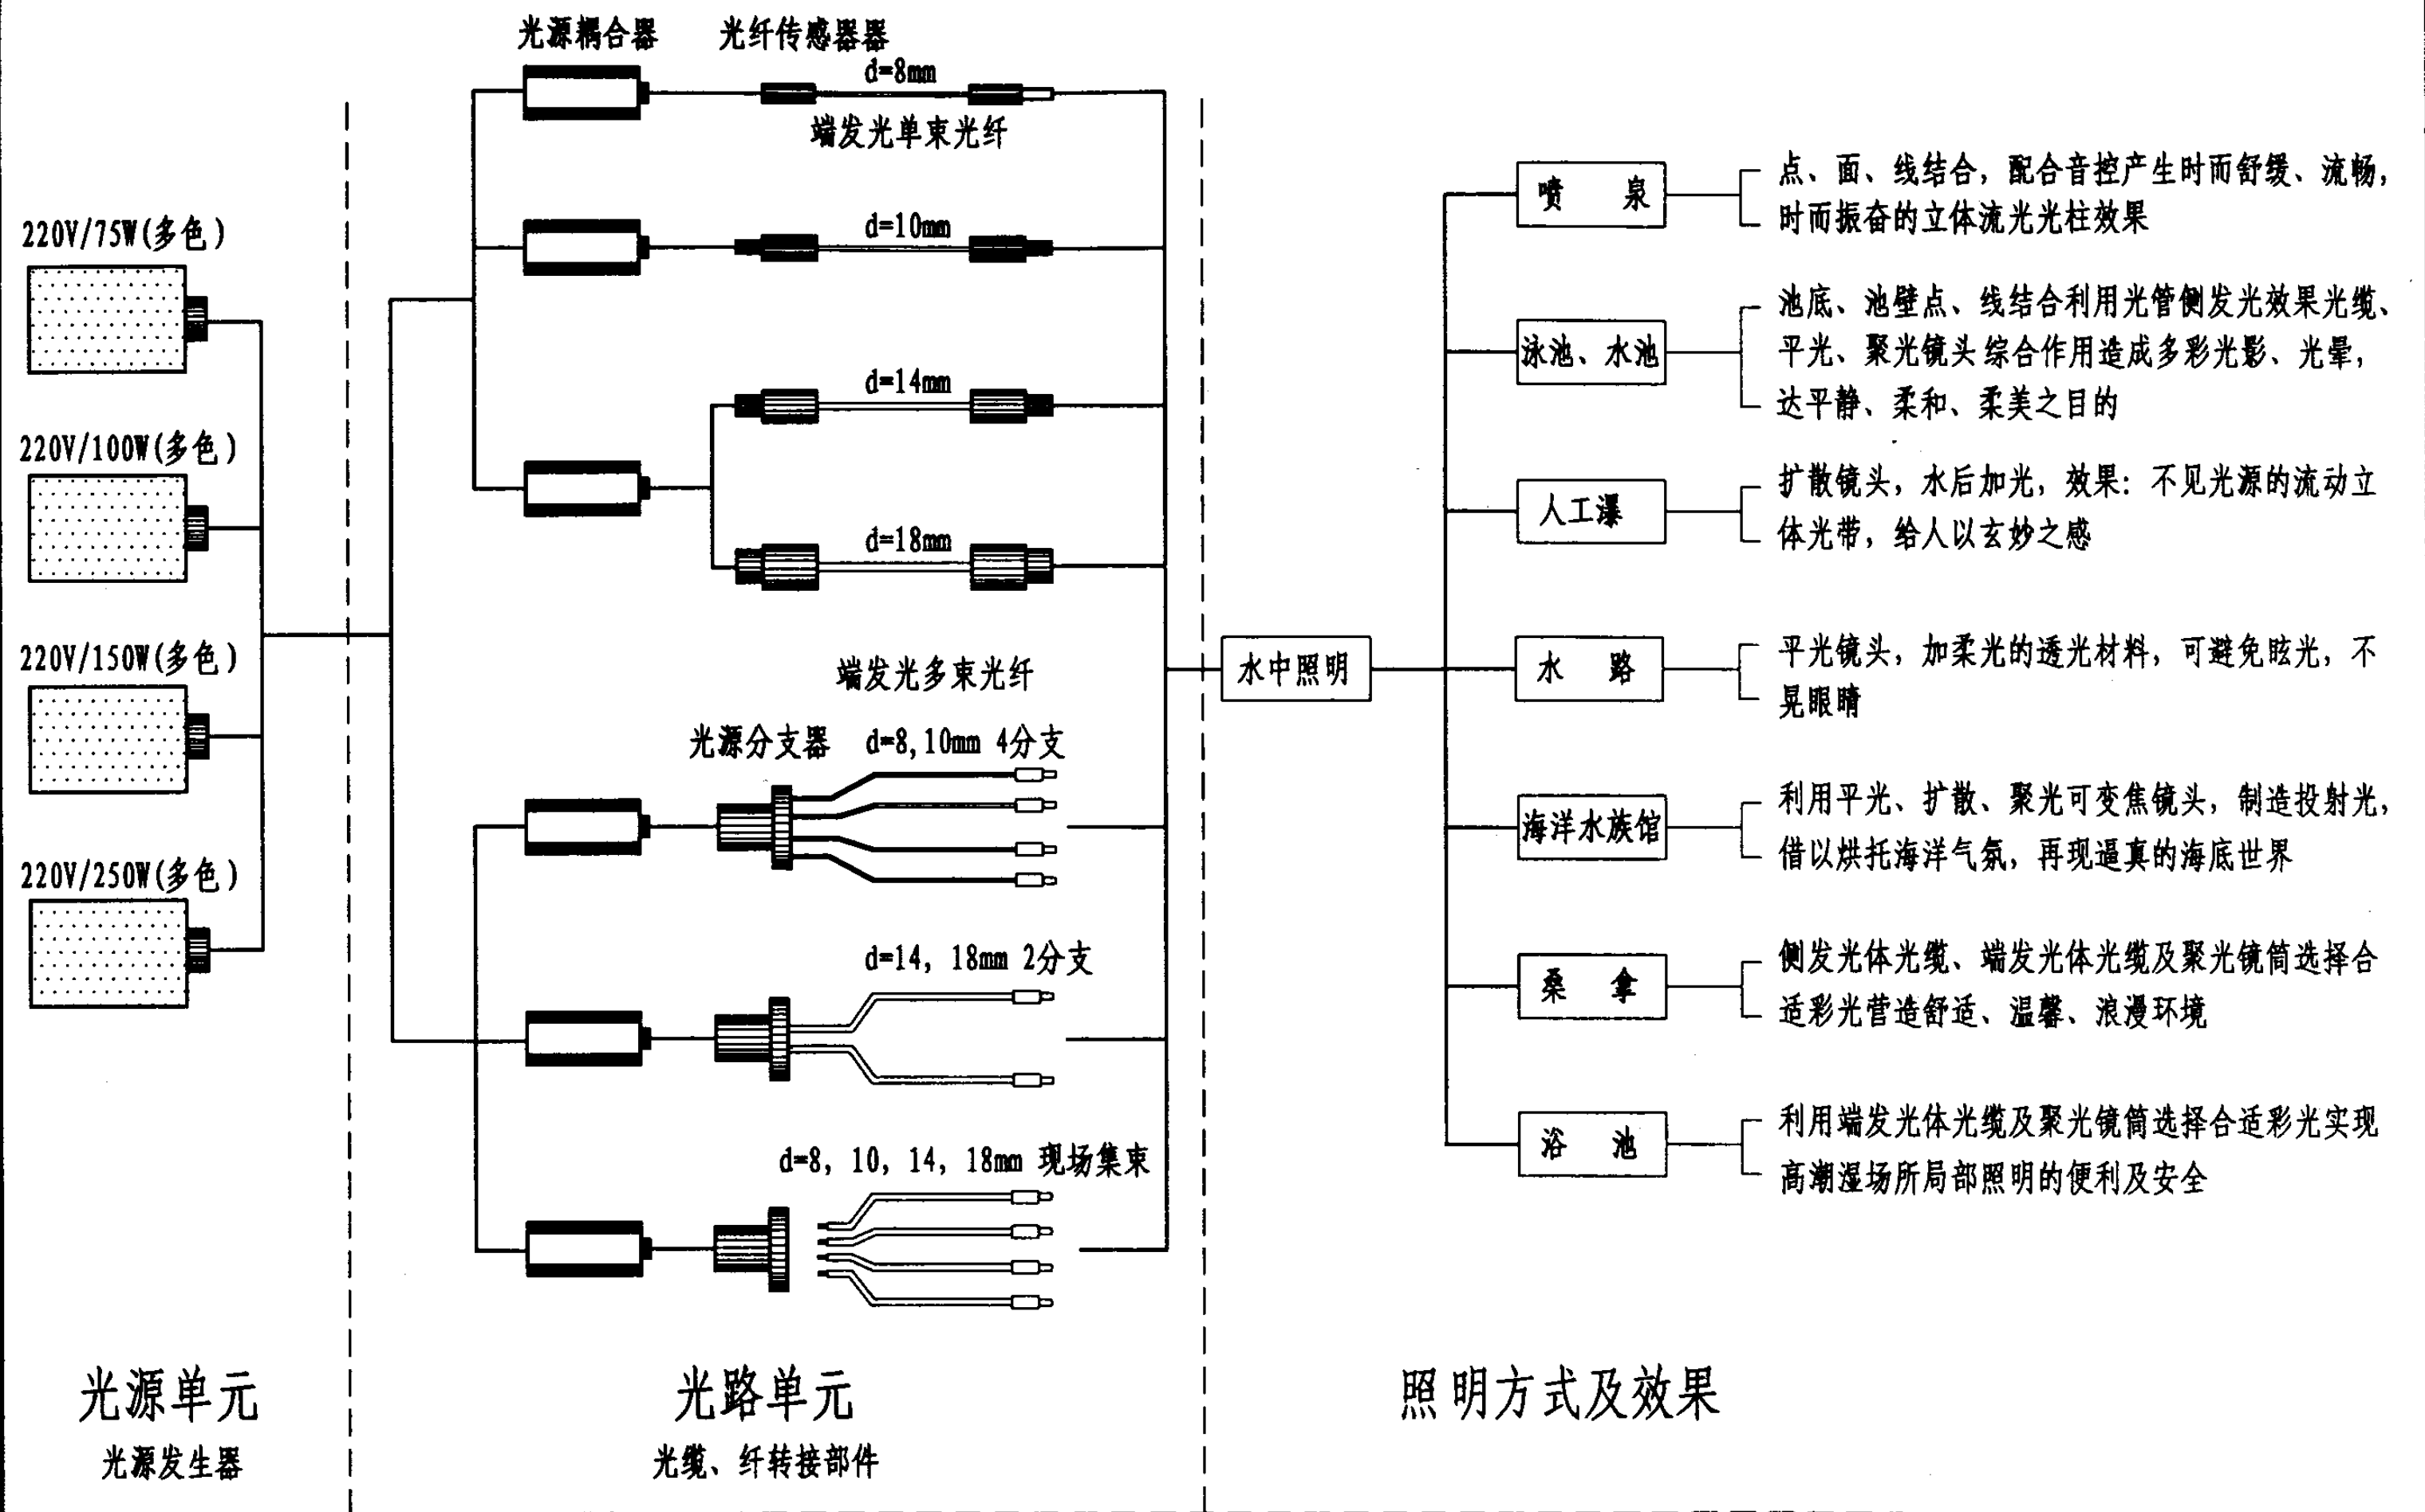 光源耦合器
光纤传感器器
d=8mm
端发光单束光纤
d=10mm
d=14mm
d=18mm
端发光多束光纤
光源分支器
d=8,10mm 4分支
d=14, 18mm 2分支
d=8, 10, 14, 18mm 现场集束
220V/75W(多色)
220V/100W(多色)
220V/150W(多色)
220V/250W(多色)
水中照明
喷 泉
点、面、线结合，配合音控产生时而舒缓、流畅，
时而振奋的立体流光光柱效果
泳池、水池
池底、池壁点、线结合利用光管侧发光效果光缆、
平光、聚光镜头综合作用造成多彩光影、光晕，
达平静、柔和、柔美之目的
人工瀑
扩散镜头，水后加光，效果：不见光源的流动立
体光带，给人以玄妙之感
水 路
平光镜头，加柔光的透光材料，可避免眩光，不
晃眼睛
海洋水族馆
利用平光、扩散、聚光可变焦镜头，制造投射光，
借以烘托海洋气氛，再现逼真的海底世界
桑 拿
侧发光体光缆、端发光体光缆及聚光镜筒选择合
适彩光营造舒适、温馨、浪漫环境
浴 池
利用端发光体光缆及聚光镜筒选择合适彩光实现
高潮湿场所局部照明的便利及安全
光源单元
光源发生器
光路单元
光缆、纤转接部件
照明方式及效果